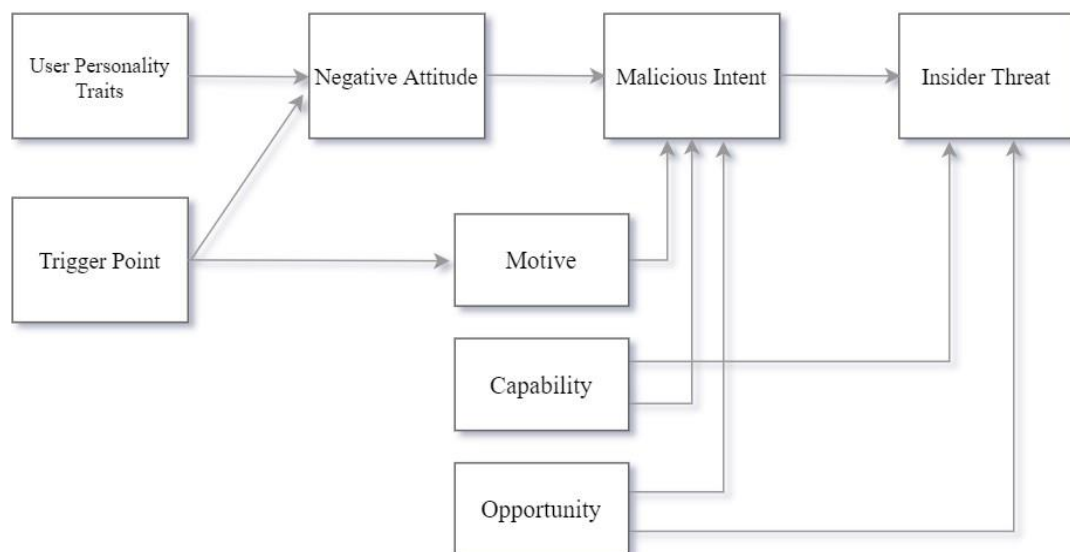 User Personality
Traits
Negative Attitude
Malicious Intent
Insider Threat
Trigger Point
Motive
Capability
Opportunity